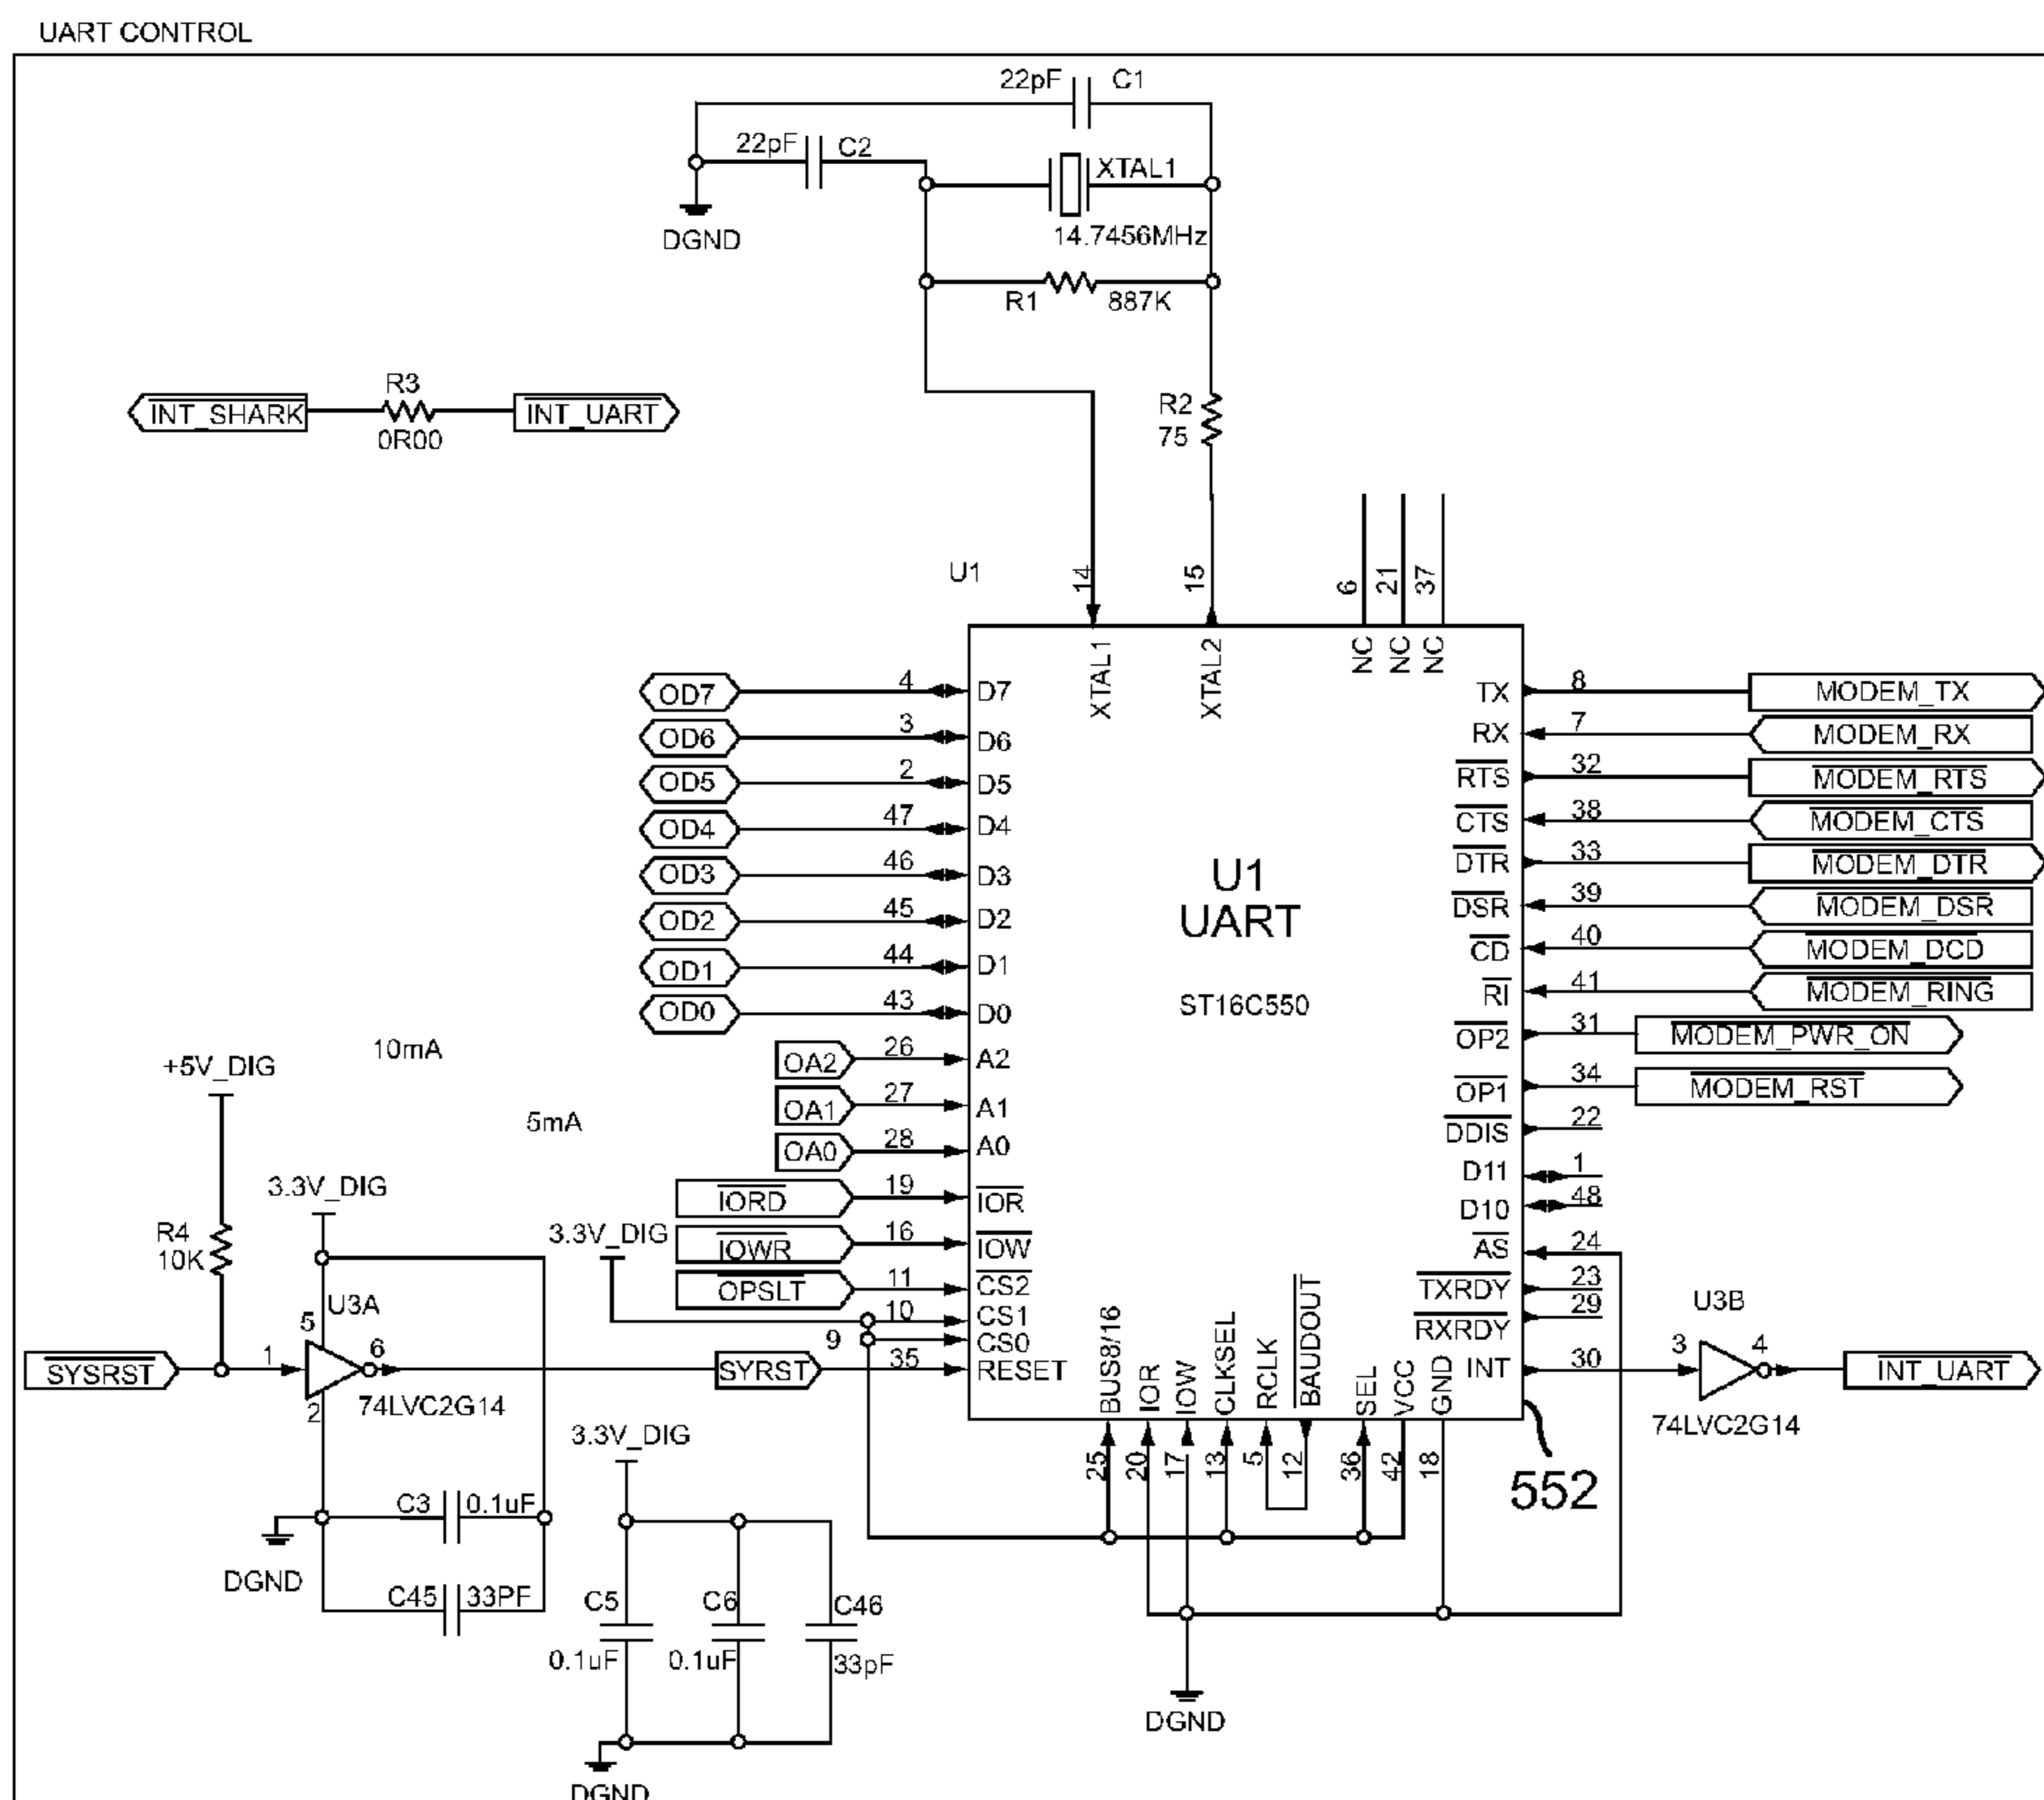 UART CONTROL
22pF C1
22pF C2
XTAL1
14.7456MHz
DGND
R1 887K
R2
75
R3
INT_SHARK INT_UART
0R00
U1
14 15 6 21 37
XTAL1 XTAL2 NC NC NC
OD7 4 D7
OD6 3 D6
OD5 2 D5
OD4 47 D4
OD3 46 D3
OD2 45 D2
OD1 44 D1
OD0 43 D0
OA2 26 A2
OA1 27 A1
OA0 28 A0
IORD 19 IOR
IOWR 16 IOW
OPSLT 11 CS2
10 CS1
9 CS0
SYRST 35 RESET
3.3V_DIG
U1
UART
ST16C550
TX 8 MODEM_TX
RX 7 MODEM_RX
RTS 32 MODEM_RTS
CTS 38 MODEM_CTS
DTR 33 MODEM_DTR
DSR 39 MODEM_DSR
CD 40 MODEM_DCD
RI 41 MODEM_RING
OP2 31 MODEM_PWR_ON
OP1 34 MODEM_RST
DDIS 22
D11 1
D10 48
AS 24
TXRDY 23
RXRDY 29
INT 30
U3B
3 4
INT_UART
74LVC2G14
BUS8/16 IOR IOW CLKSEL RCLK BAUDOUT SEL VCC GND
25 20 17 13 5 12 36 42 18
552
DGND
10mA
5mA
+5V_DIG
R4
10K
3.3V_DIG
U3A
5
SYSRST 1 6
2
74LVC2G14
C3 0.1uF
DGND
C45 33PF
3.3V_DIG
C5 C6 C46
0.1uF 0.1uF 33pF
DGND